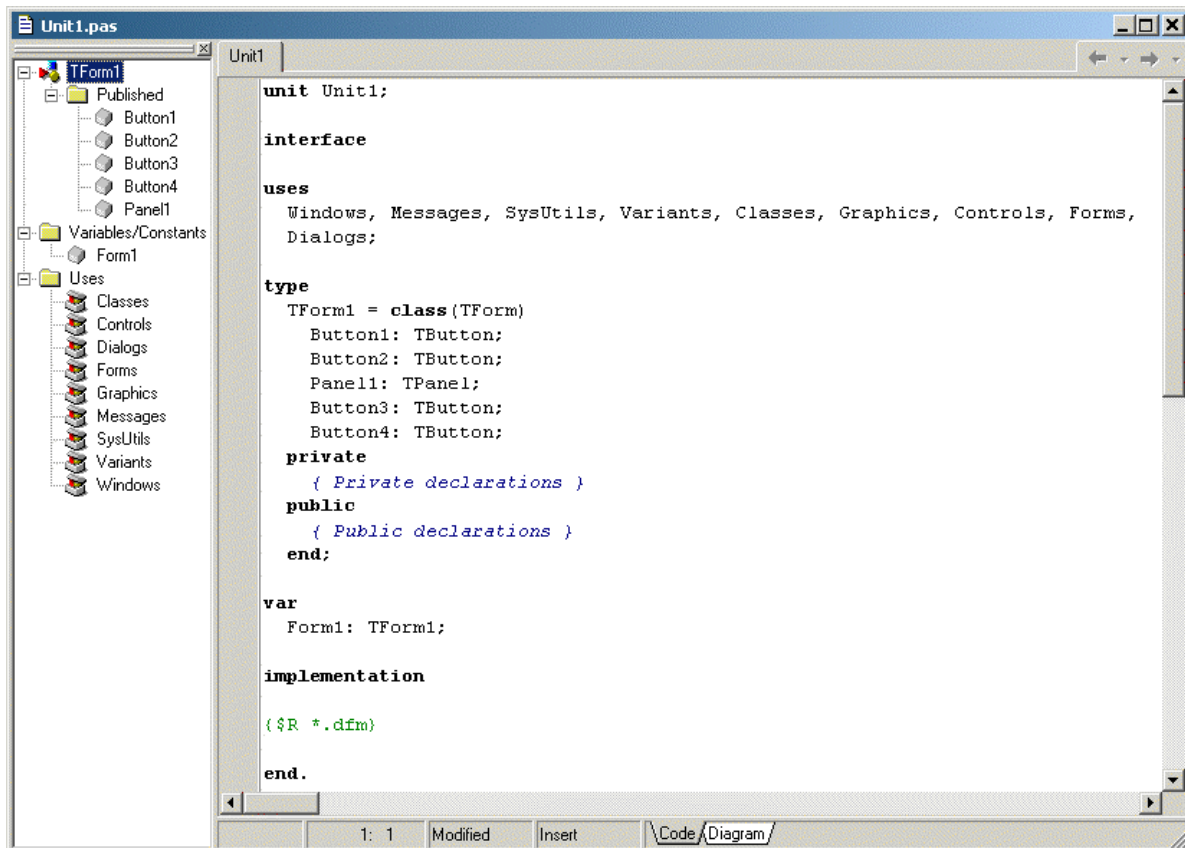 Unit1.pas
TForm1
Published
Button1
Button2
Button3
Button4
Panel1
Variables/Constants
Form1
Uses
Classes
Controls
Dialogs
Forms
Graphics
Messages
SysUtils
Variants
Windows
Unit1
unit Unit1;
interface
uses
Windows, Messages, SysUtils, Variants, Classes, Graphics, Controls, Forms,
Dialogs;
type
TForm1 = class(TForm)
Button1: TButton;
Button2: TButton;
Panel1: TPanel;
Button3: TButton;
Button4: TButton;
private
{ Private declarations }
public
{ Public declarations }
end;
var
Form1: TForm1;
implementation
{$R *.dfm}
end.
1: 1 Modified Insert Code Diagram